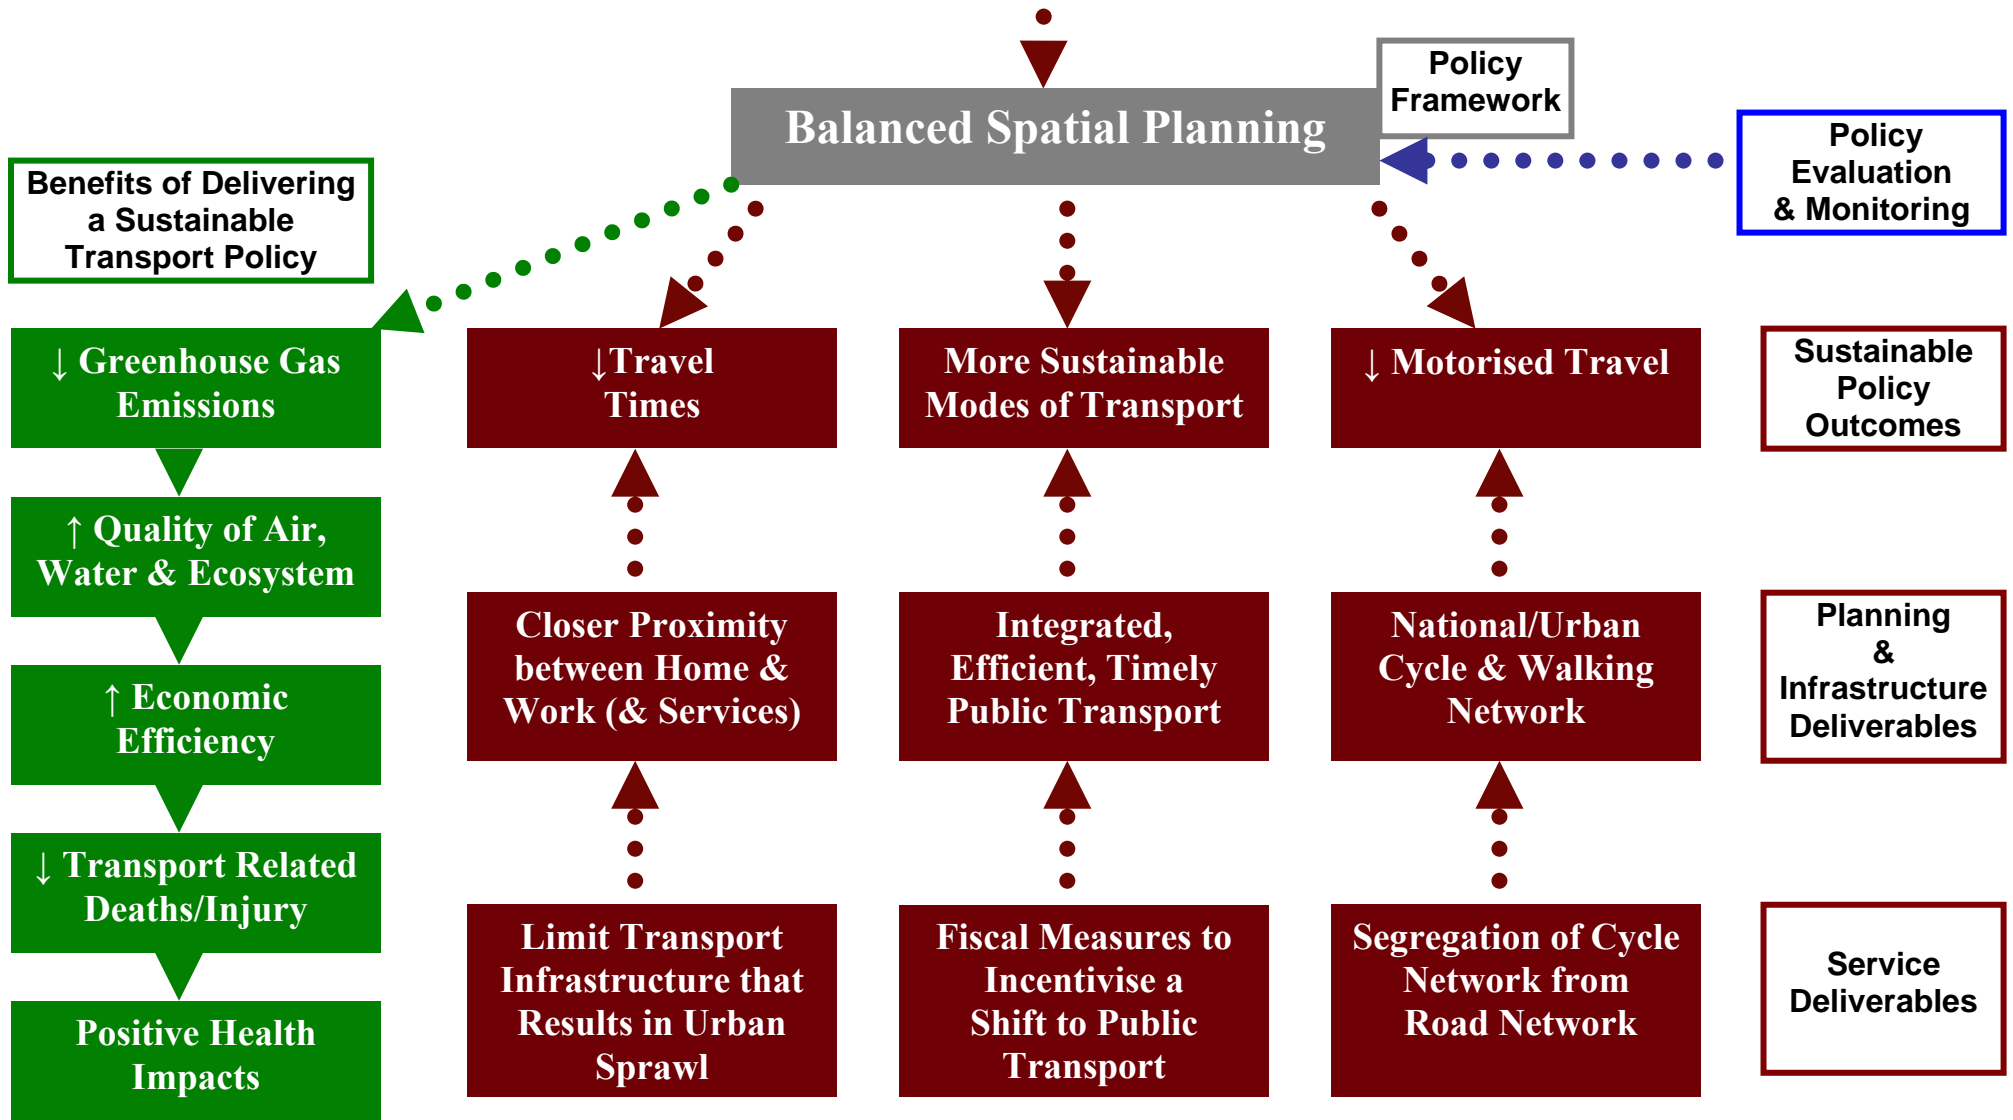 Policy
Framework
Balanced Spatial Planning
Policy
Evaluation
& Monitoring
Benefits of Delivering
a Sustainable
Transport Policy
↓ Greenhouse Gas
Emissions
↓Travel
Times
More Sustainable
Modes of Transport
↓ Motorised Travel
Sustainable
Policy
Outcomes
↑ Quality of Air,
Water & Ecosystem
Closer Proximity
between Home &
Work (& Services)
Integrated,
Efficient, Timely
Public Transport
National/Urban
Cycle & Walking
Network
Planning
&
Infrastructure
Deliverables
↑ Economic
Efficiency
↓ Transport Related
Deaths/Injury
Limit Transport
Infrastructure that
Results in Urban
Sprawl
Fiscal Measures to
Incentivise a
Shift to Public
Transport
Segregation of Cycle
Network from
Road Network
Service
Deliverables
Positive Health
Impacts